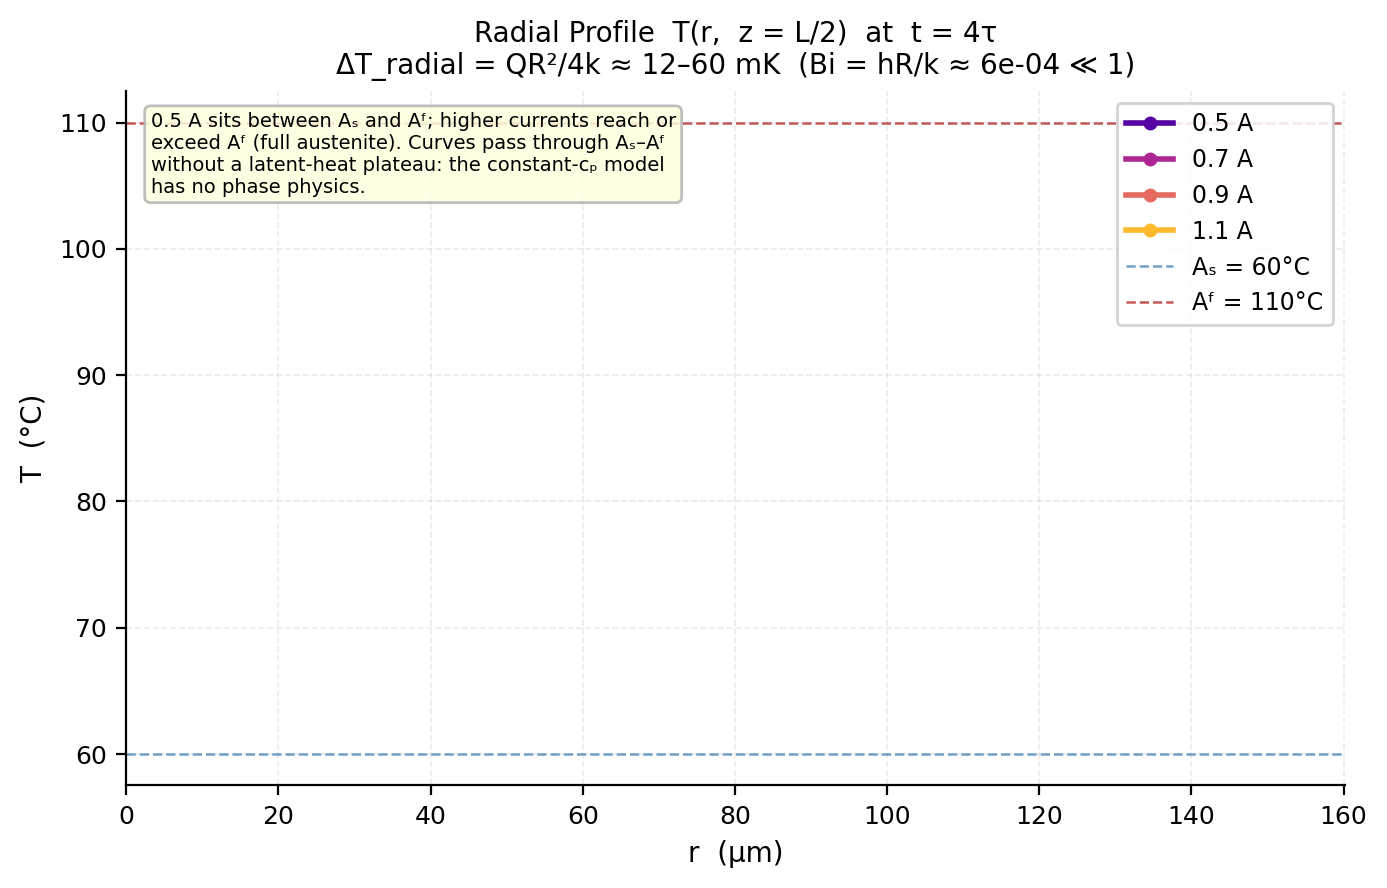 Radial Profile  T(r,  z = L/2)  at  t = 4τ
ΔT_radial = QR²/4k ≈ 12–60 mK  (Bi = hR/k ≈ 6e-04 ≪ 1)
0.5 A sits between Aₛ and Aᶠ; higher currents reach or
exceed Aᶠ (full austenite). Curves pass through Aₛ–Aᶠ
without a latent-heat plateau: the constant-cₚ model
has no phase physics.
0.5 A
0.7 A
0.9 A
1.1 A
Aₛ = 60°C
Aᶠ = 110°C
T  (°C)
110
100
90
80
70
60
0 20 40 60 80 100 120 140 160
r  (μm)